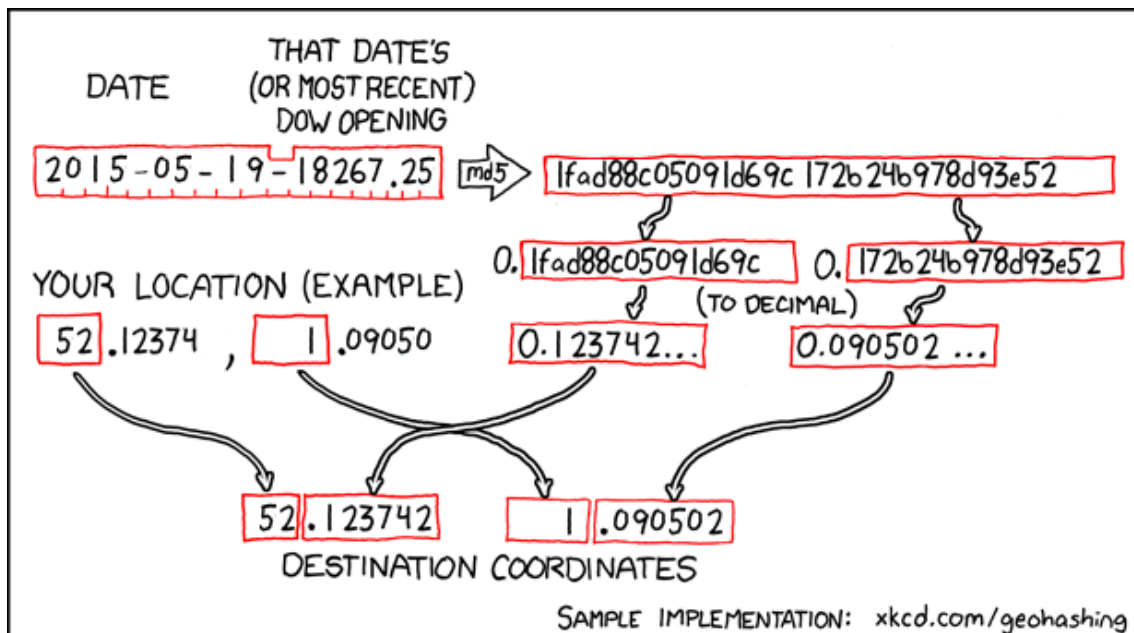 DATE
THAT DATE'S
(OR MOST RECENT)
DOW OPENING
2015-05-19-18267.25
md5
1fad88c05091d69c172b24b978d93e52
0.1fad88c05091d69c
0.172b24b978d93e52
YOUR LOCATION (EXAMPLE)
(TO DECIMAL)
52.12374, 1.09050
0.123742...
0.090502...
52.123742
1.090502
DESTINATION COORDINATES
SAMPLE IMPLEMENTATION: xkcd.com/geohashing